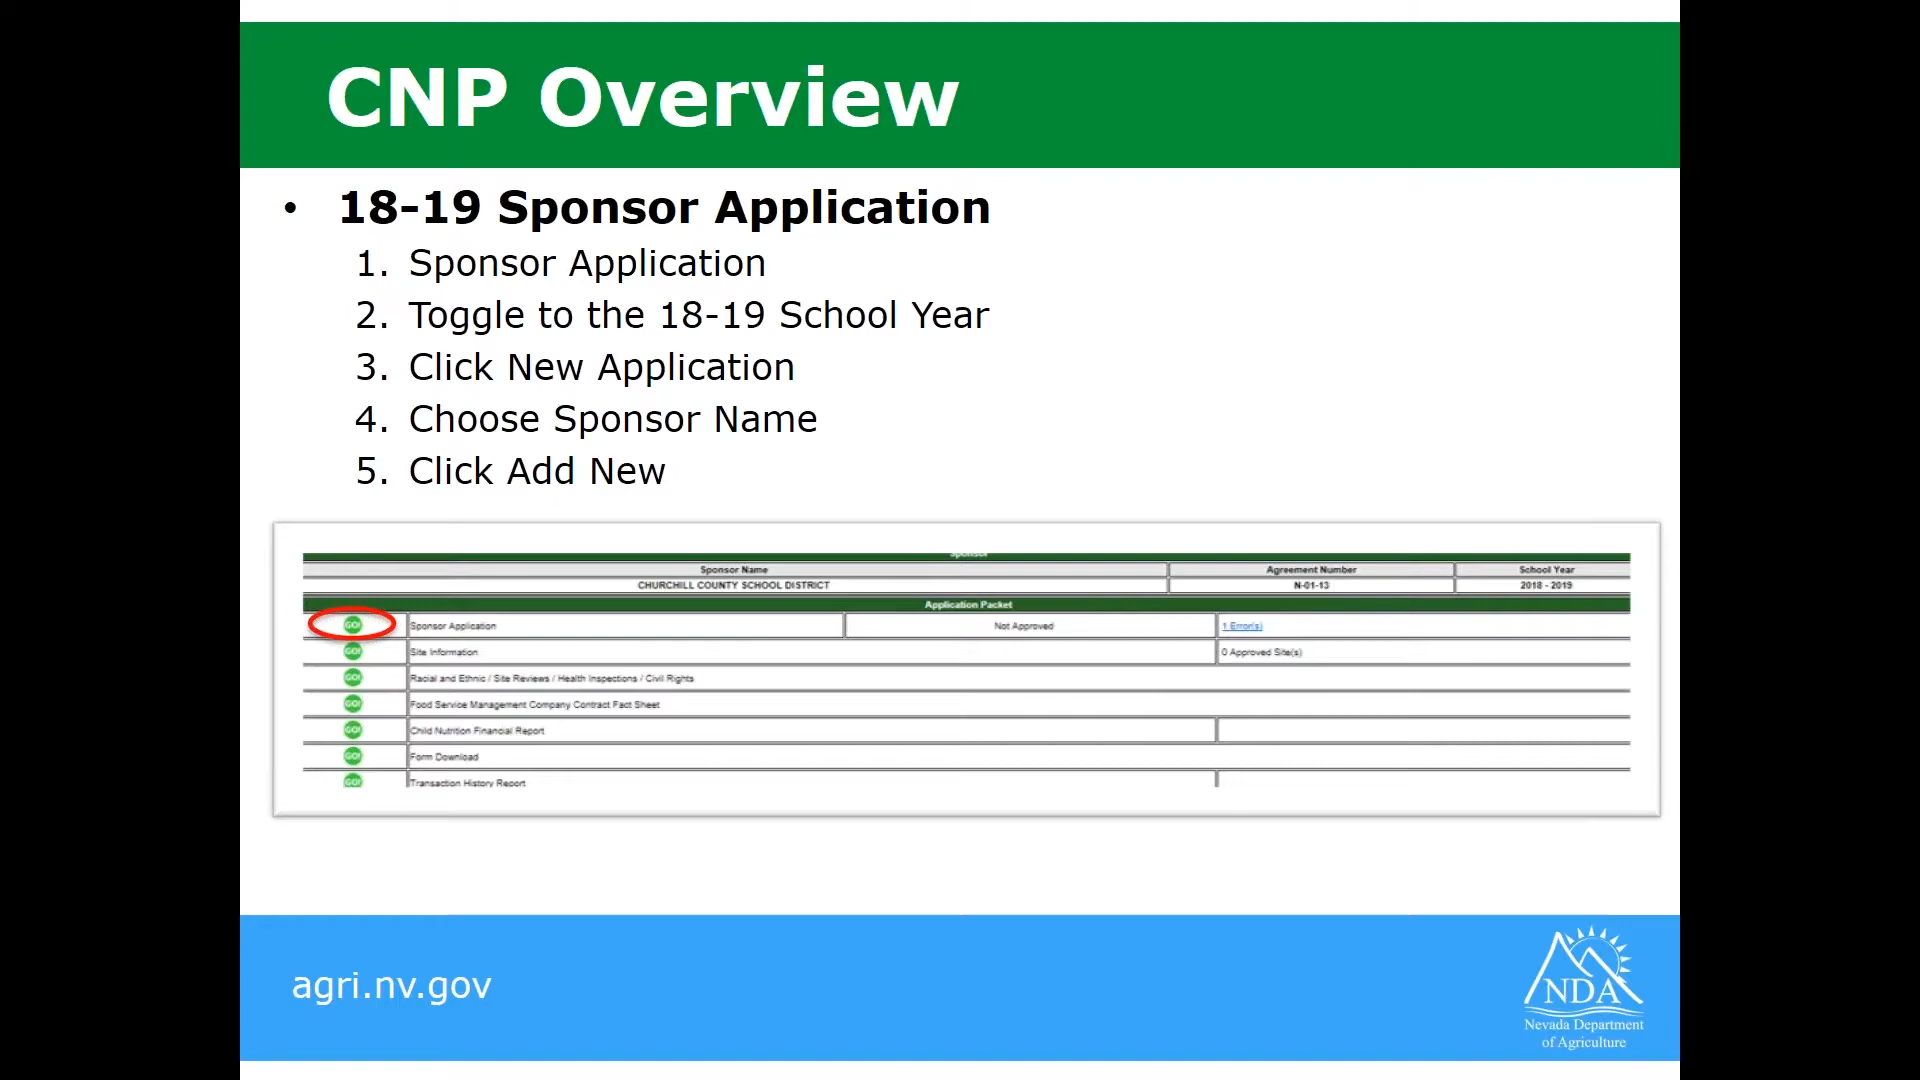 CNP Overview
• 18-19 Sponsor Application
1. Sponsor Application
2. Toggle to the 18-19 School Year
3. Click New Application
4. Choose Sponsor Name
5. Click Add New
Sponsor
Sponsor Name Agreement Number School Year
CHURCHILL COUNTY SCHOOL DISTRICT N-01-13 2018 - 2019
Application Packet
GO! Sponsor Application Not Approved 1 Error(s)
GO! Site Information 0 Approved Site(s)
GO! Racial and Ethnic / Site Reviews / Health Inspections / Civil Rights
GO! Food Service Management Company Contract Fact Sheet
GO! Child Nutrition Financial Report
GO! Form Download
GO! Transaction History Report
agri.nv.gov
NDA
Nevada Department
of Agriculture